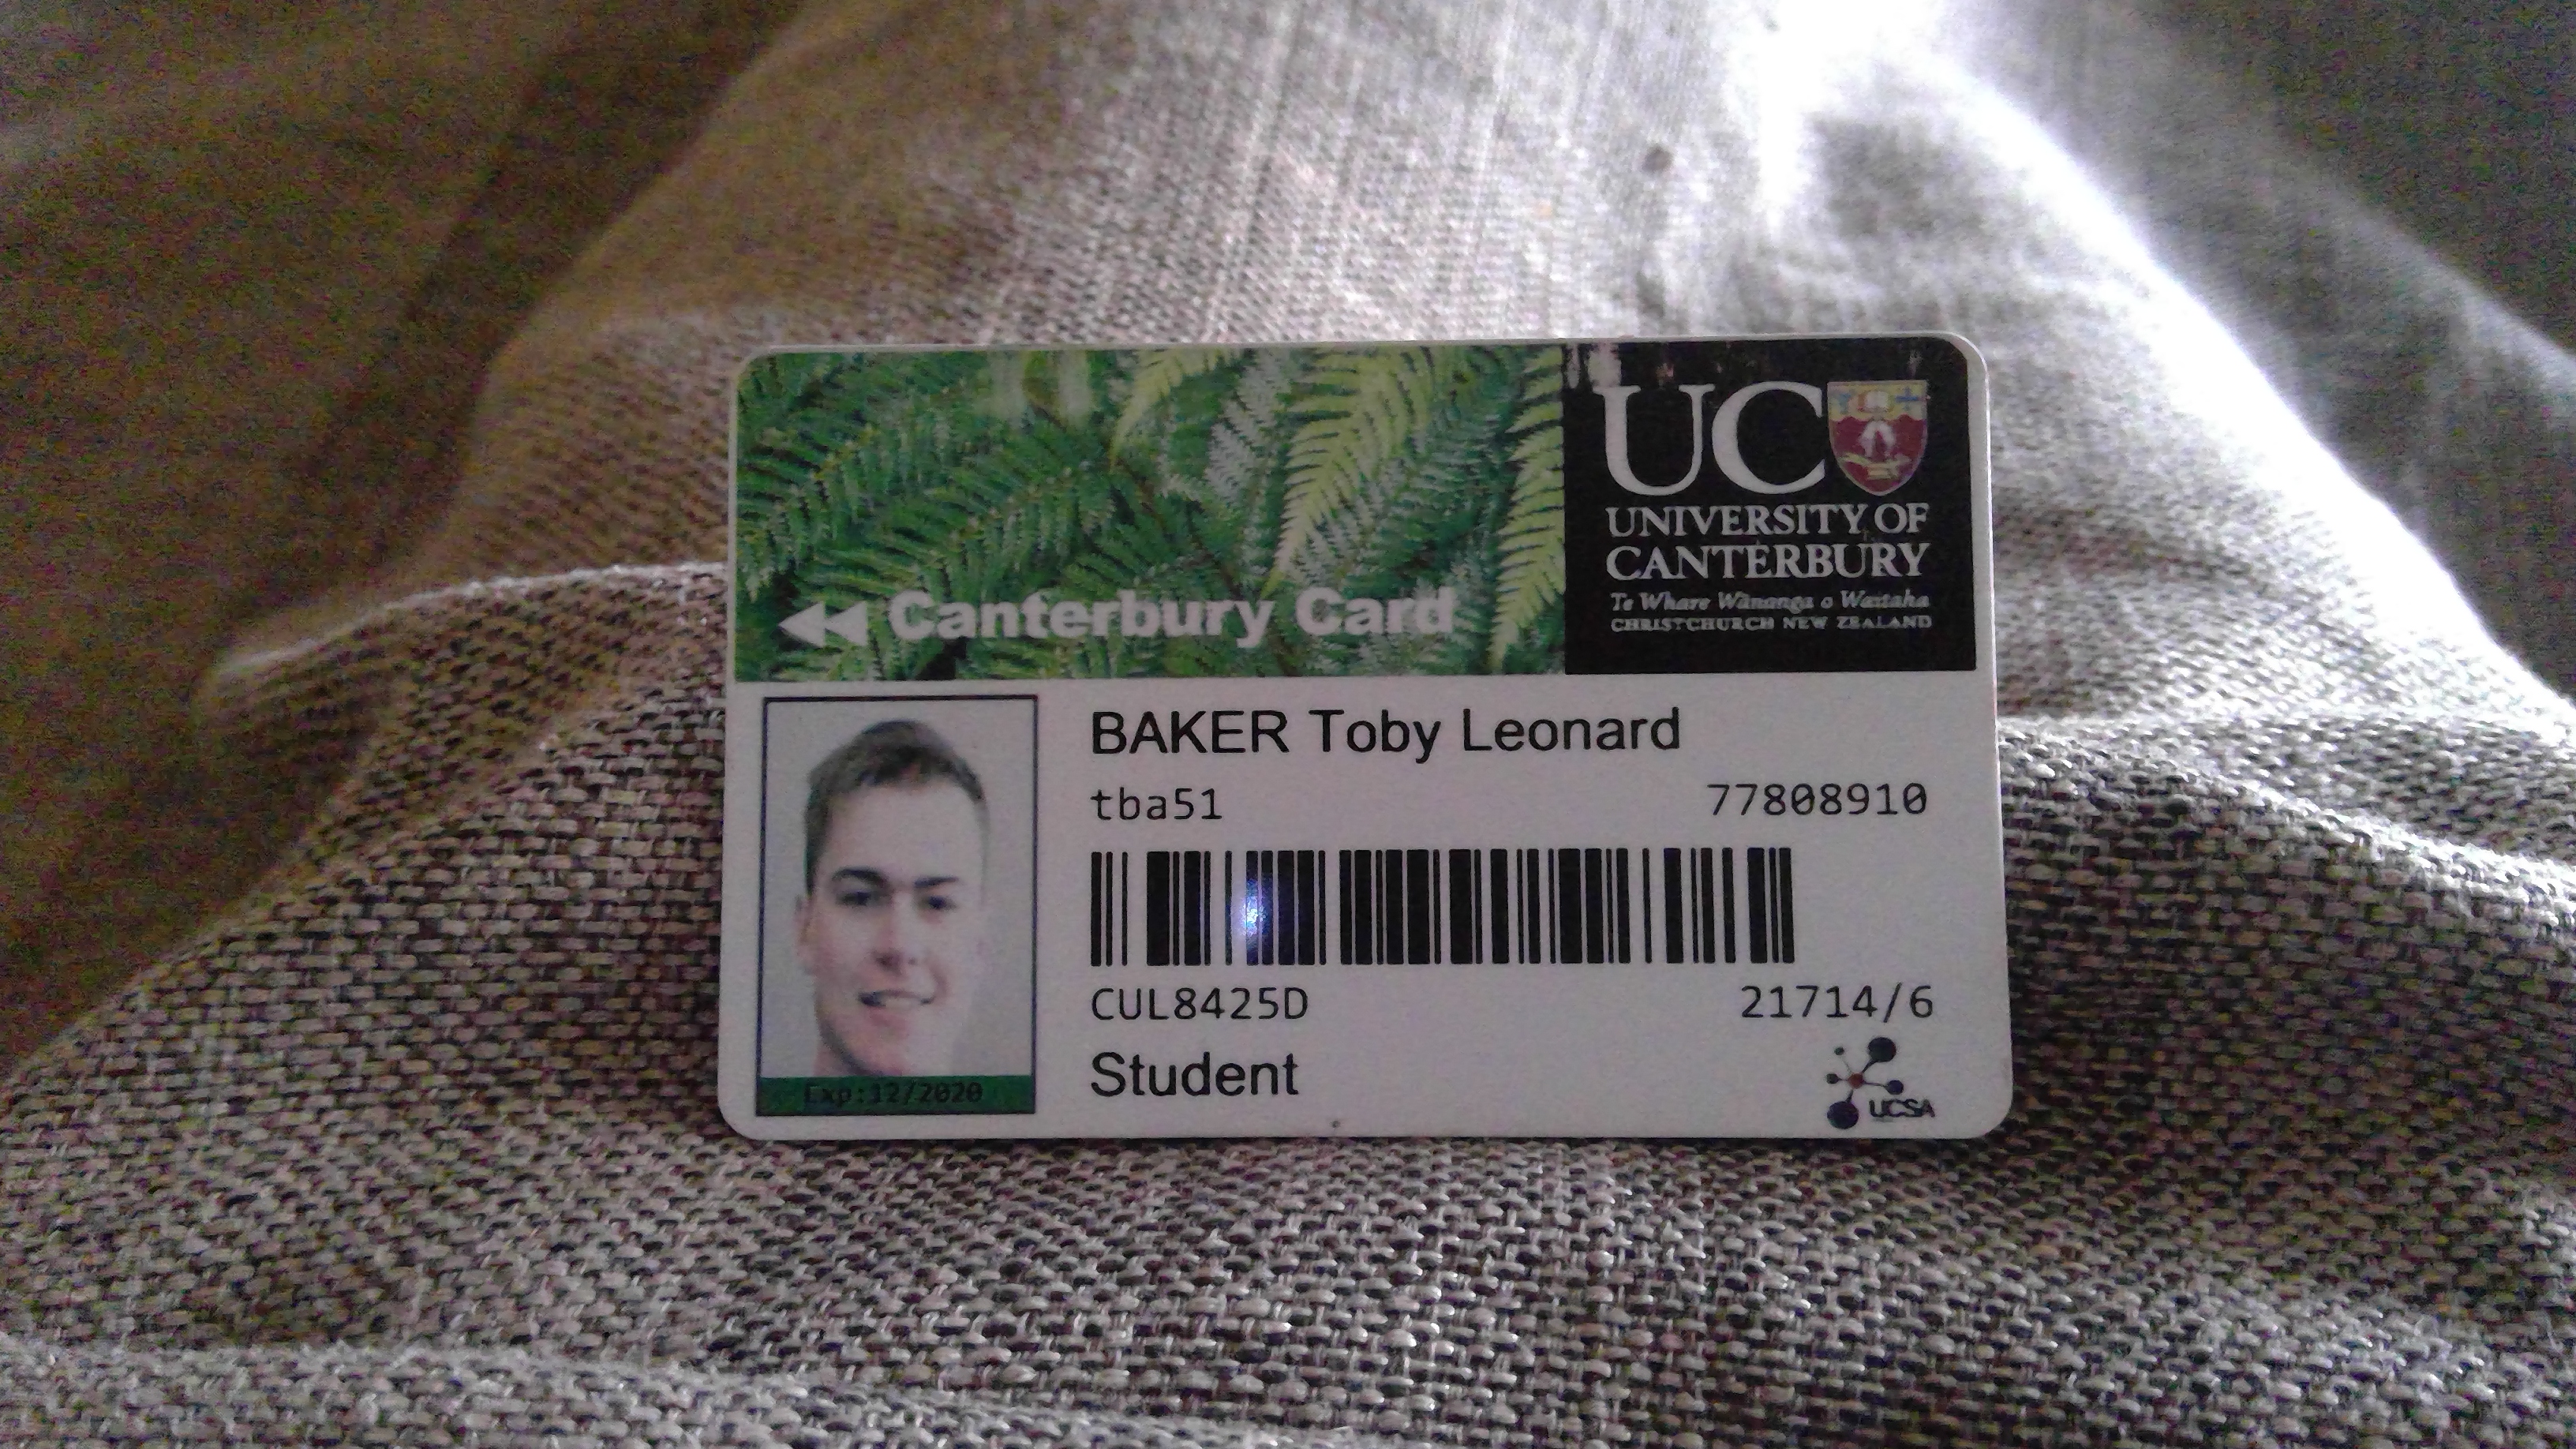 UC
UNIVERSITY OF
CANTERBURY
Te Whare Wānanga o Waitaha
CHRISTCHURCH NEW ZEALAND
Canterbury Card
BAKER Toby Leonard
tba51 77808910
CUL8425D 21714/6
Student
Exp:12/2020
UCSA